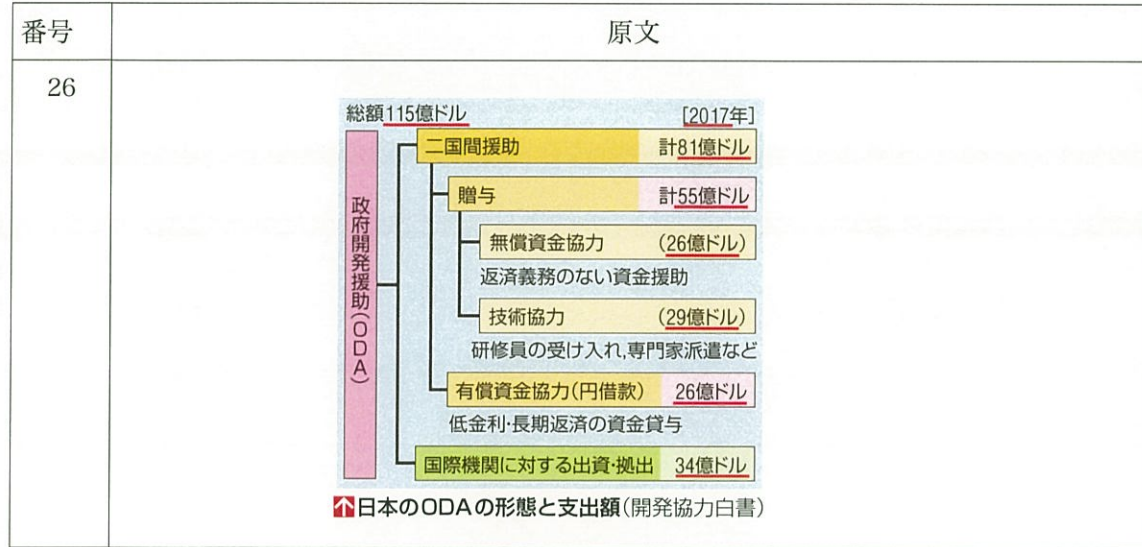 番号 原文
26
総額115億ドル [2017年]
政府開発援助(ODA)
二国間援助 計81億ドル
贈与 計55億ドル
無償資金協力 (26億ドル)
返済義務のない資金援助
技術協力 (29億ドル)
研修員の受け入れ,専門家派遣など
有償資金協力(円借款) 26億ドル
低金利・長期返済の資金貸与
国際機関に対する出資・拠出 34億ドル
↑日本のODAの形態と支出額(開発協力白書)